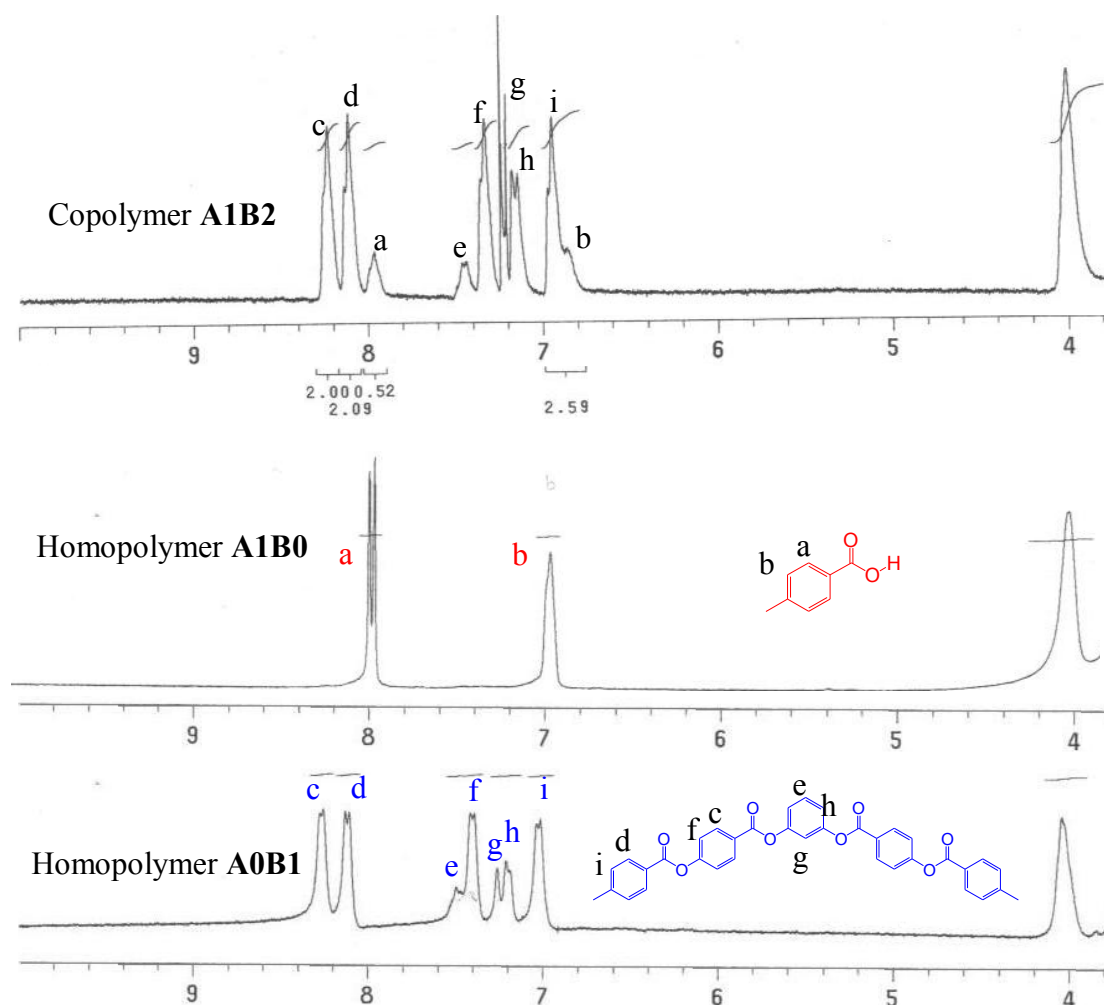 c d f g i
h
a e b
Copolymer A1B2
9 8 7 6 5 4
2.00 0.52
2.09
2.59
b
Homopolymer A1B0
a b
b a O
O H
9 8 7 6 5 4
c d f i
e g h
Homopolymer A0B1
i d f c e h g
O O O O
O O O O
9 8 7 6 5 4